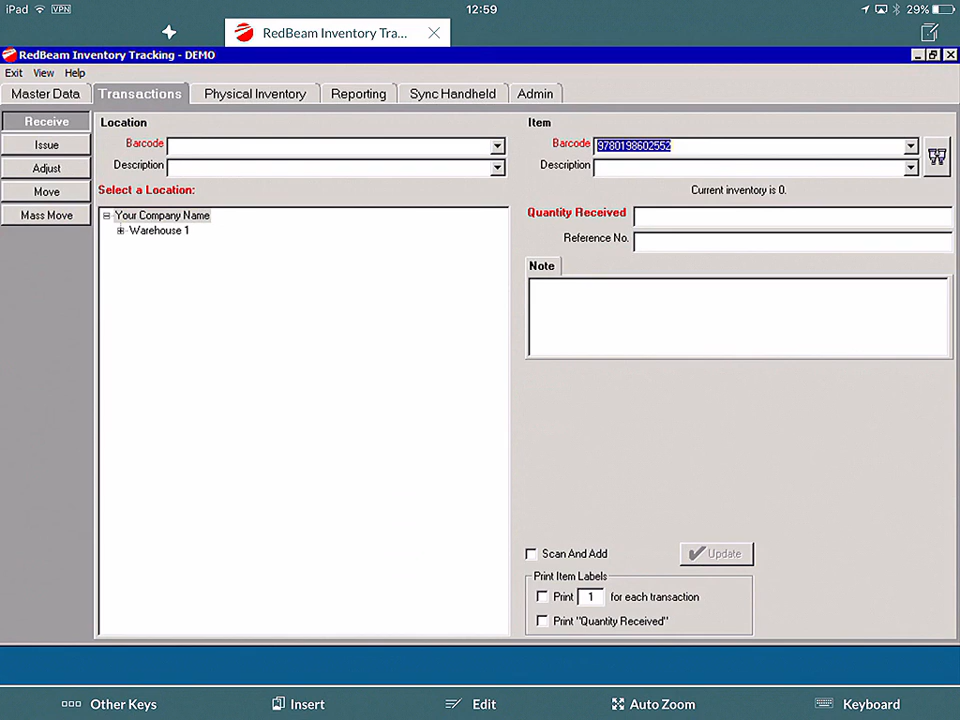 iPad VPN 12:59 29%
RedBeam Inventory Tra...
RedBeam Inventory Tracking - DEMO
Exit View Help
Master Data Transactions Physical Inventory Reporting Sync Handheld Admin
Receive
Issue
Adjust
Move
Mass Move
Location
Barcode
Description
Select a Location:
Your Company Name
Warehouse 1
Item
Barcode 9780198602552
Description
Current inventory is 0.
Quantity Received
Reference No.
Note
Scan And Add Update
Print Item Labels
Print 1 for each transaction
Print "Quantity Received"
Other Keys Insert Edit Auto Zoom Keyboard